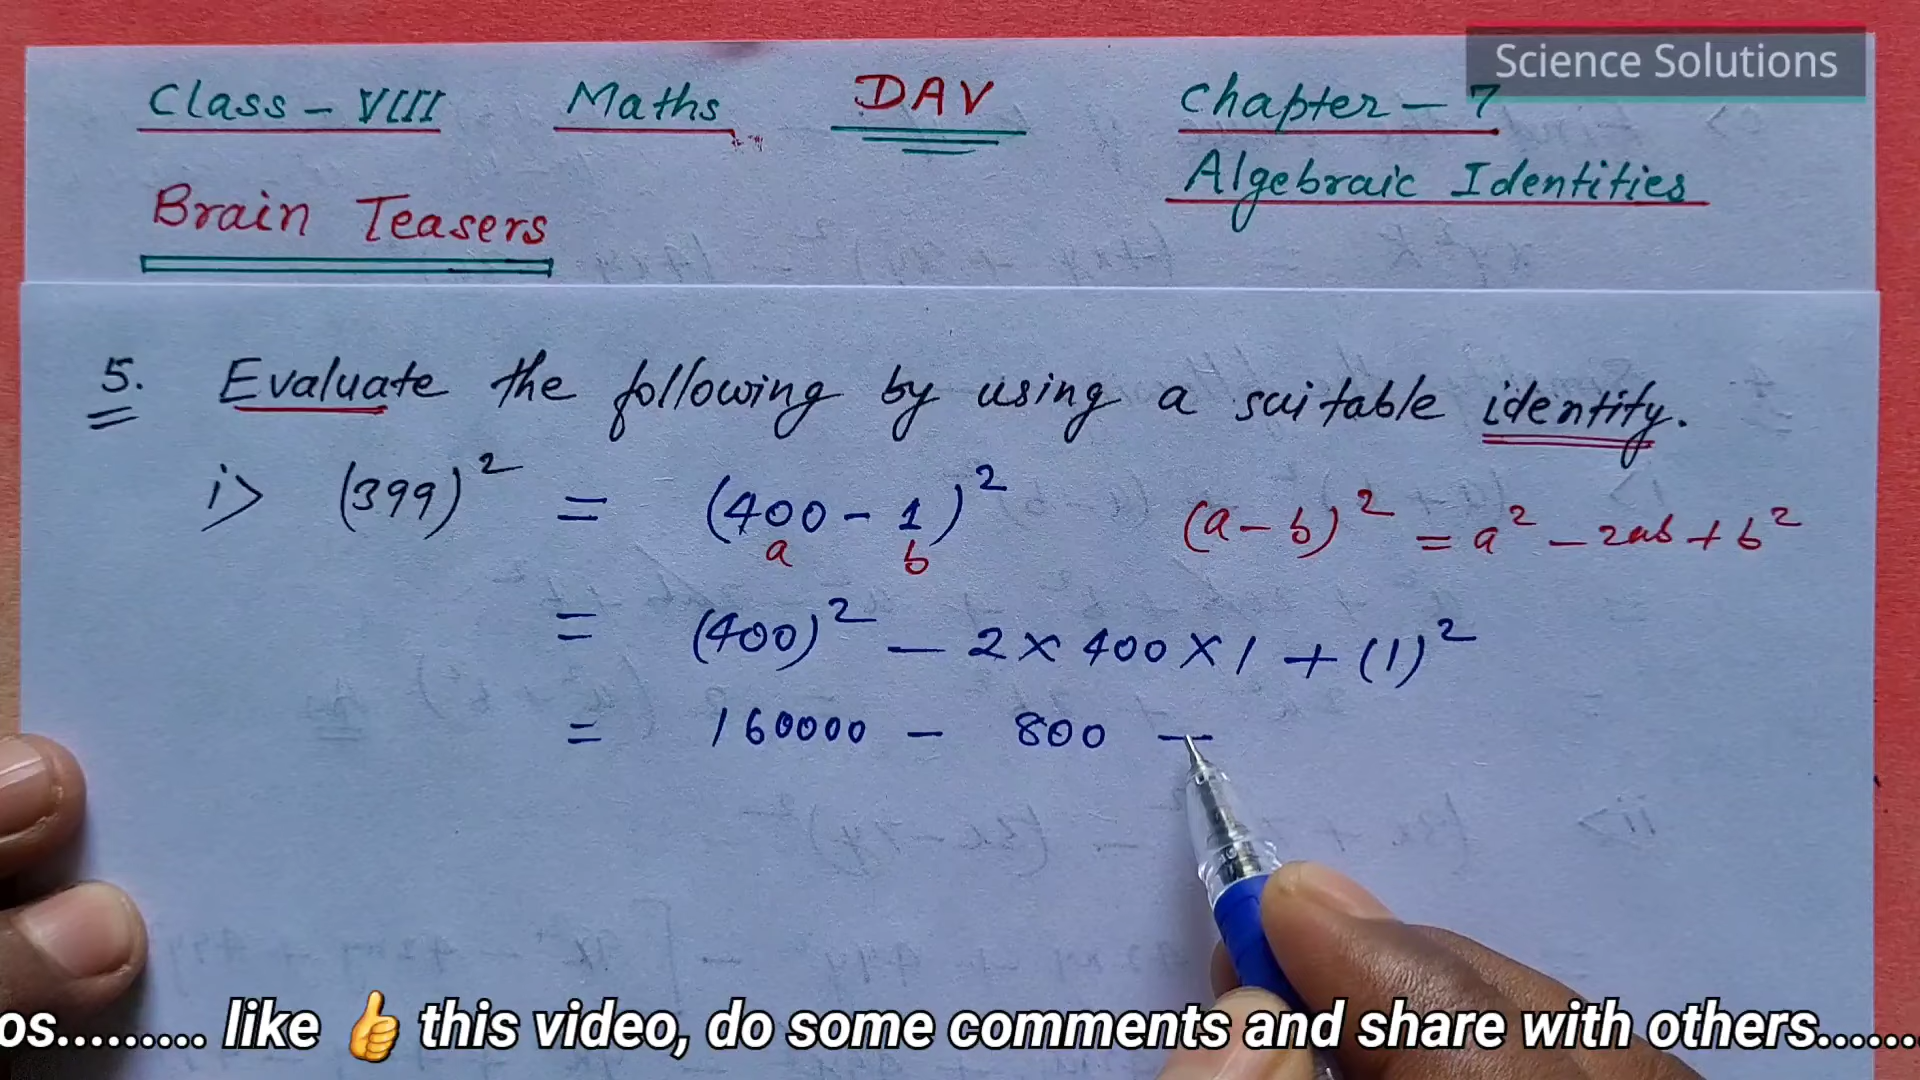 Science Solutions
Class - VIII Maths DAV Chapter - 7
Brain Teasers Algebraic Identities
5. Evaluate the following by using a suitable identity.
i> (399)² = (400 - 1)² (a - b)² = a² - 2ab + b²
a b
= (400)² - 2 × 400 × 1 + (1)²
= 160000 - 800 -
os......... like 👍 this video, do some comments and share with others.......